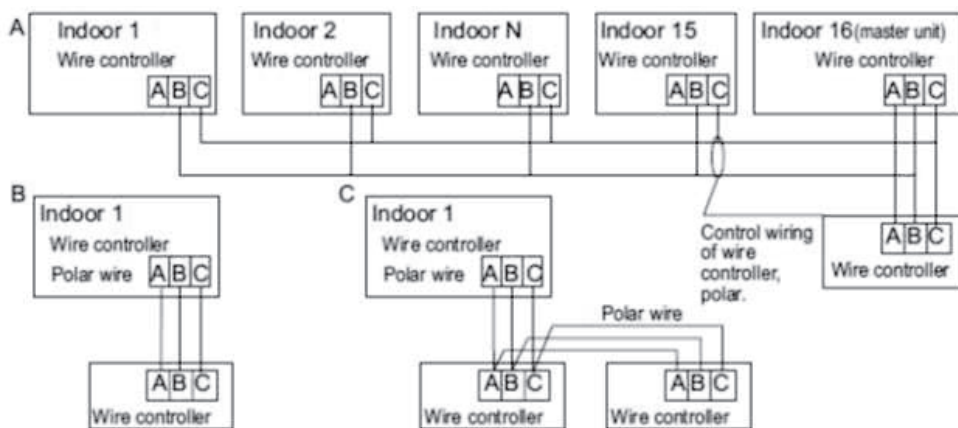 A
Indoor 1
Wire controller
A B C
Indoor 2
Wire controller
A B C
Indoor N
Wire controller
A B C
Indoor 15
Wire controller
A B C
Indoor 16(master unit)
Wire controller
A B C
B
Indoor 1
Wire controller
Polar wire
A B C
A B C
Wire controller
C
Indoor 1
Wire controller
Polar wire
A B C
Polar wire
A B C
Wire controller
A B C
Wire controller
Control wiring
of wire
controller,
polar.
A B C
Wire controller